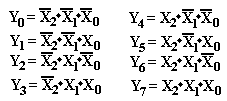 Y₀ = X̅₂·X̅₁·X̅₀
Y₁ = X̅₂·X̅₁·X₀
Y₂ = X̅₂·X₁·X̅₀
Y₃ = X̅₂·X₁·X₀
Y₄ = X₂·X̅₁·X̅₀
Y₅ = X₂·X̅₁·X₀
Y₆ = X₂·X₁·X̅₀
Y₇ = X₂·X₁·X₀